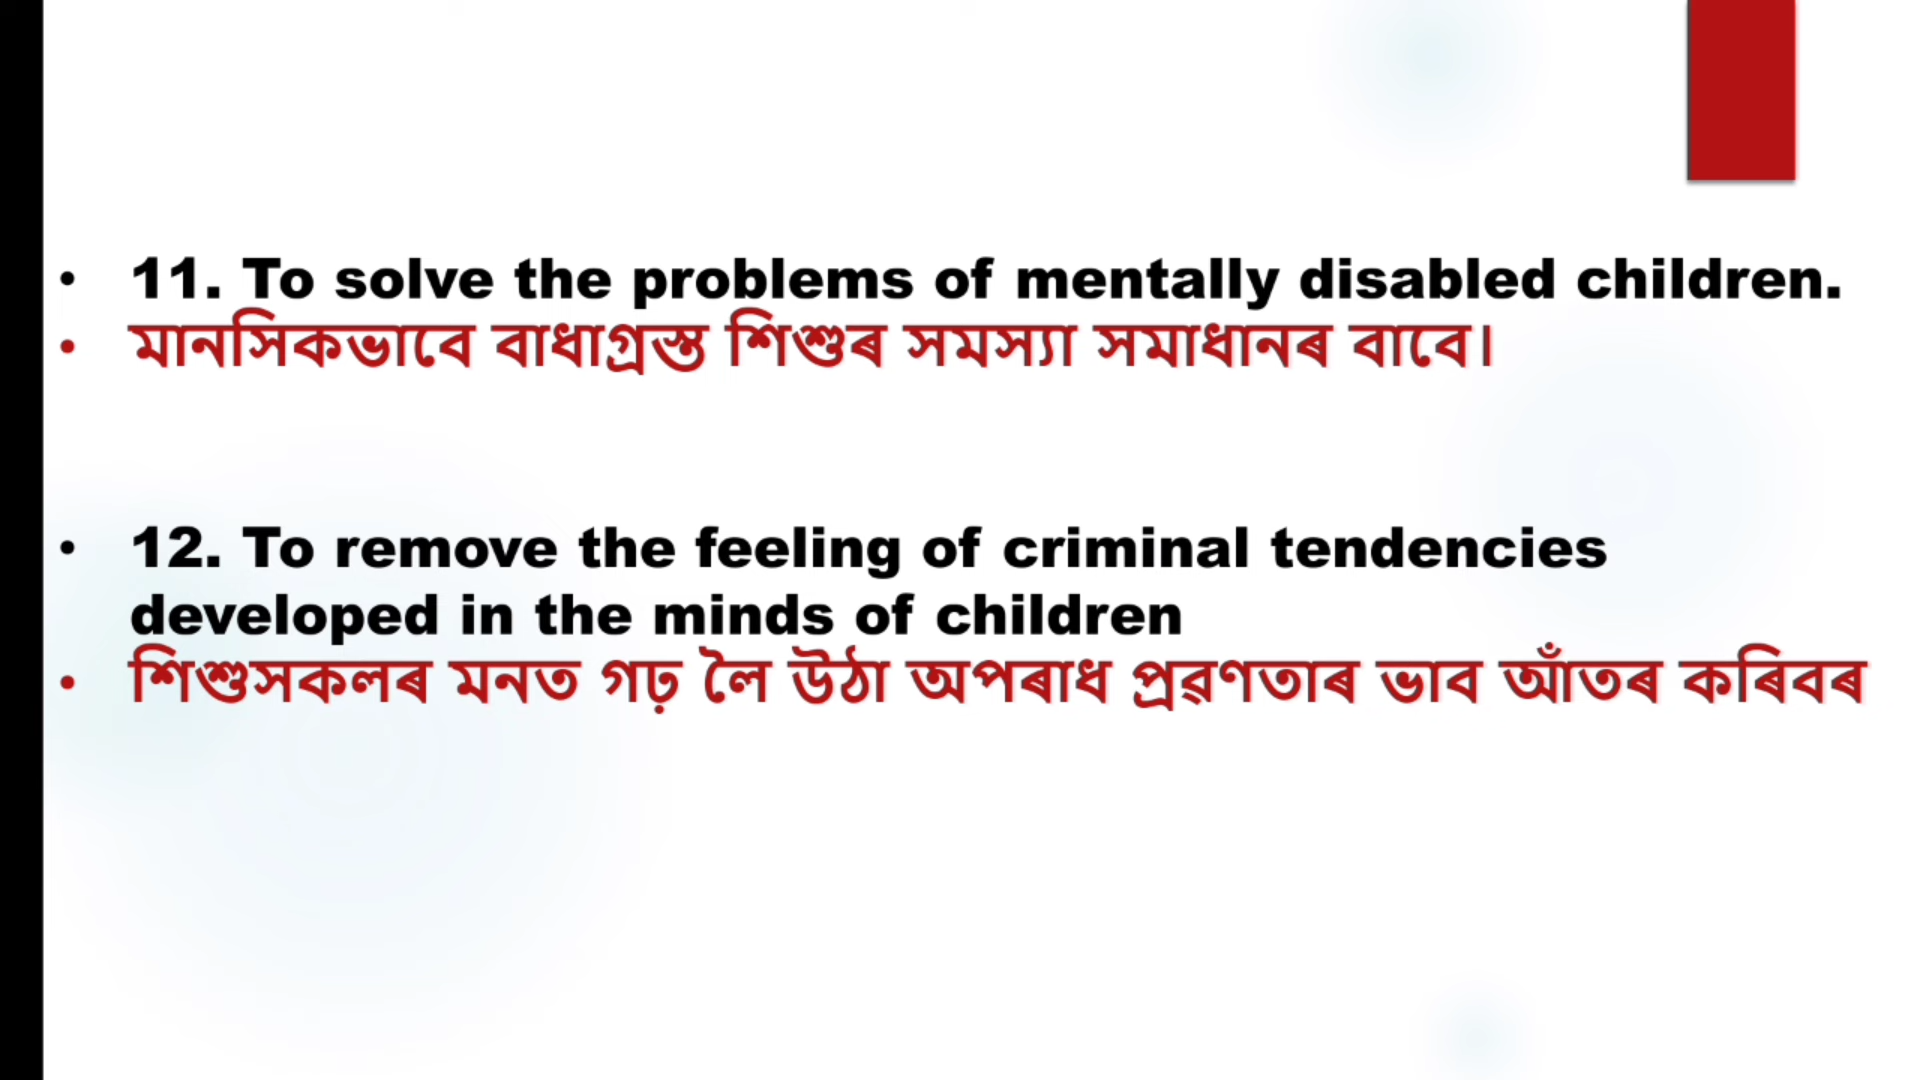 • 11. To solve the problems of mentally disabled children.
• মানসিকভাবে বাধাগ্ৰস্ত শিশুৰ সমস্যা সমাধানৰ বাবে।
• 12. To remove the feeling of criminal tendencies
developed in the minds of children
• শিশুসকলৰ মনত গঢ় লৈ উঠা অপৰাধ প্ৰৱণতাৰ ভাব আঁতৰ কৰিবৰ